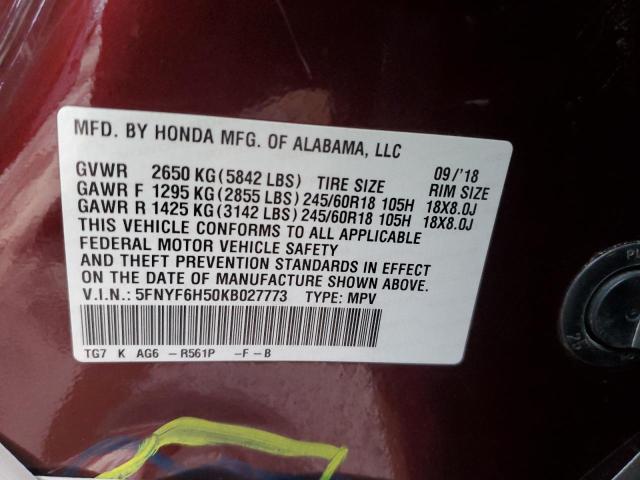 MFD. BY HONDA MFG. OF ALABAMA, LLC
GVWR 2650 KG (5842 LBS) TIRE SIZE 09/'18 RIM SIZE
GAWR F 1295 KG (2855 LBS) 245/60R18 105H 18X8.0J
GAWR R 1425 KG (3142 LBS) 245/60R18 105H 18X8.0J
THIS VEHICLE CONFORMS TO ALL APPLICABLE
FEDERAL MOTOR VEHICLE SAFETY
AND THEFT PREVENTION STANDARDS IN EFFECT
ON THE DATE OF MANUFACTURE SHOWN ABOVE.
V.I.N.: 5FNYF6H50KB027773 TYPE: MPV
TG7 K AG6 -R561P -F-B